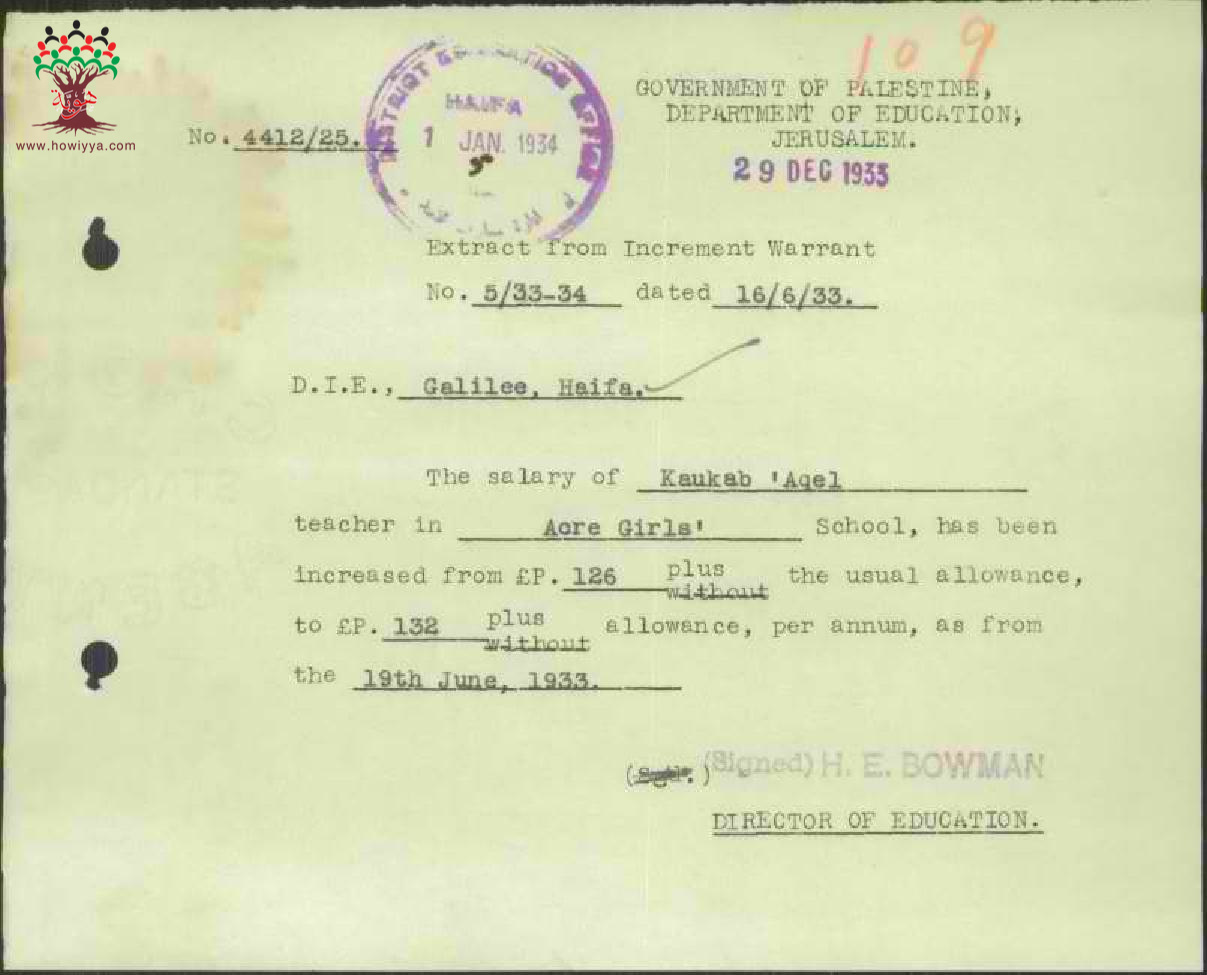 109
www.howiyya.com
No. 4412/25.
DISTRICT EDUCATION OFFICE
HAIFA
1 JAN. 1934
GOVERNMENT OF PALESTINE,
DEPARTMENT OF EDUCATION,
JERUSALEM.
29 DEC 1933
Extract from Increment Warrant
No. 5/33-34 dated 16/6/33.
D.I.E., Galilee, Haifa.
The salary of Kaukab 'Aqel
teacher in Acre Girls' School, has been
increased from £P. 126 plus without the usual allowance,
to £P. 132 plus without allowance, per annum, as from
the 19th June, 1933.
(Sgd.) (Signed) H. E. BOWMAN
DIRECTOR OF EDUCATION.